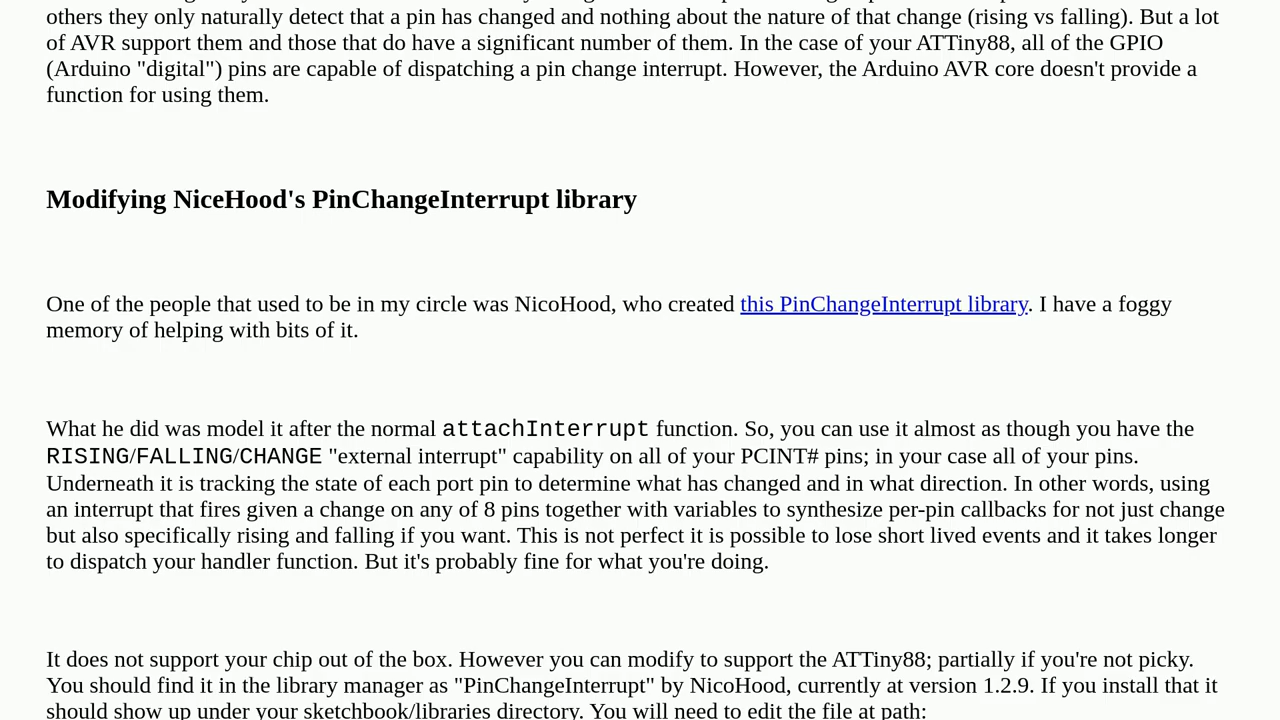 others they only naturally detect that a pin has changed and nothing about the nature of that change (rising vs falling). But a lot
of AVR support them and those that do have a significant number of them. In the case of your ATTiny88, all of the GPIO
(Arduino "digital") pins are capable of dispatching a pin change interrupt. However, the Arduino AVR core doesn't provide a
function for using them.
Modifying NiceHood's PinChangeInterrupt library
One of the people that used to be in my circle was NicoHood, who created this PinChangeInterrupt library. I have a foggy
memory of helping with bits of it.
What he did was model it after the normal attachInterrupt function. So, you can use it almost as though you have the
RISING/FALLING/CHANGE "external interrupt" capability on all of your PCINT# pins; in your case all of your pins.
Underneath it is tracking the state of each port pin to determine what has changed and in what direction. In other words, using
an interrupt that fires given a change on any of 8 pins together with variables to synthesize per-pin callbacks for not just change
but also specifically rising and falling if you want. This is not perfect it is possible to lose short lived events and it takes longer
to dispatch your handler function. But it's probably fine for what you're doing.
It does not support your chip out of the box. However you can modify to support the ATTiny88; partially if you're not picky.
You should find it in the library manager as "PinChangeInterrupt" by NicoHood, currently at version 1.2.9. If you install that it
should show up under your sketchbook/libraries directory. You will need to edit the file at path: